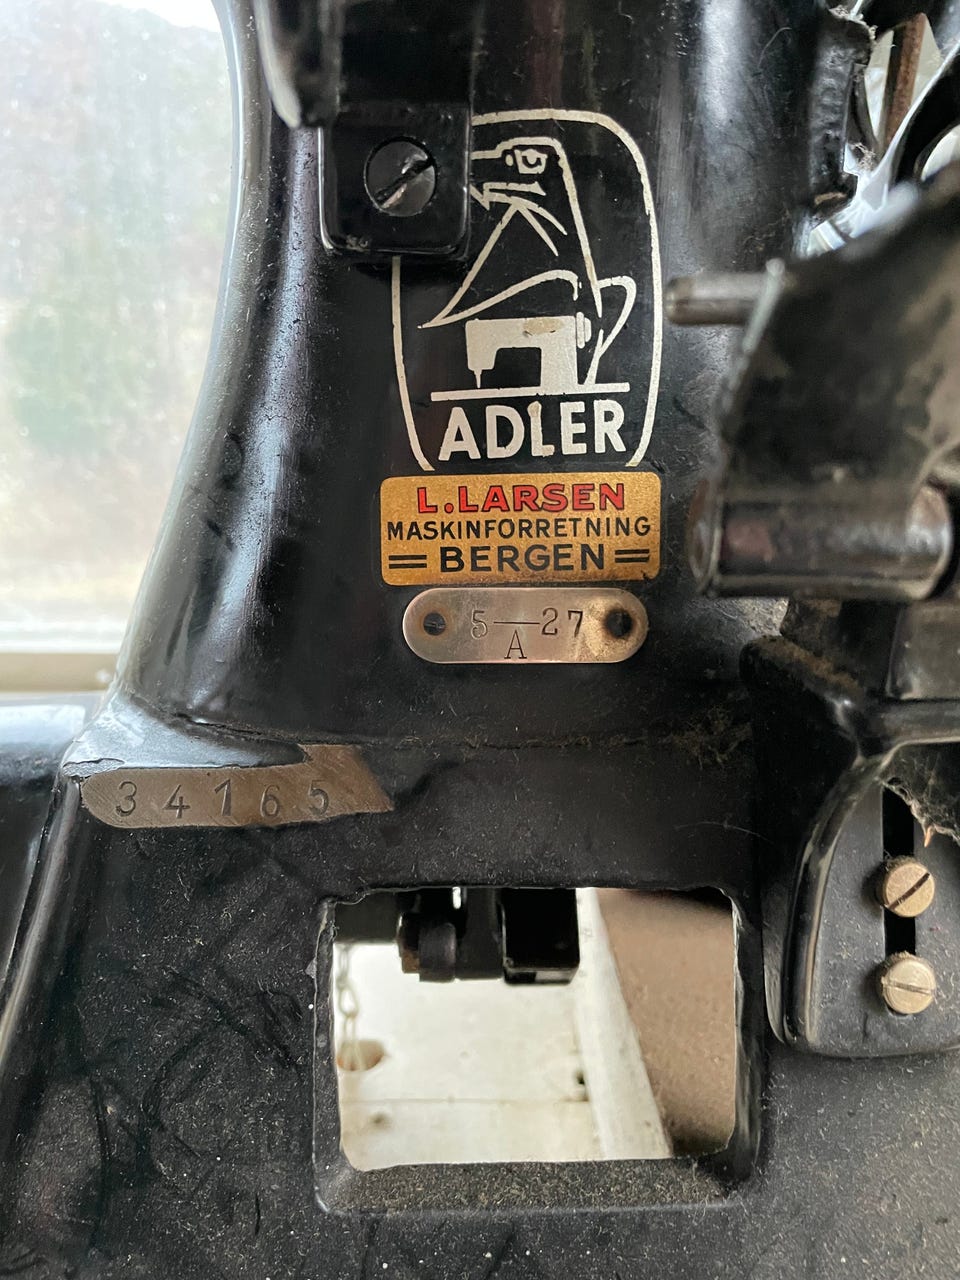 ADLER
L.LARSEN
MASKINFORRETNING
= BERGEN =
5—27
A
34165